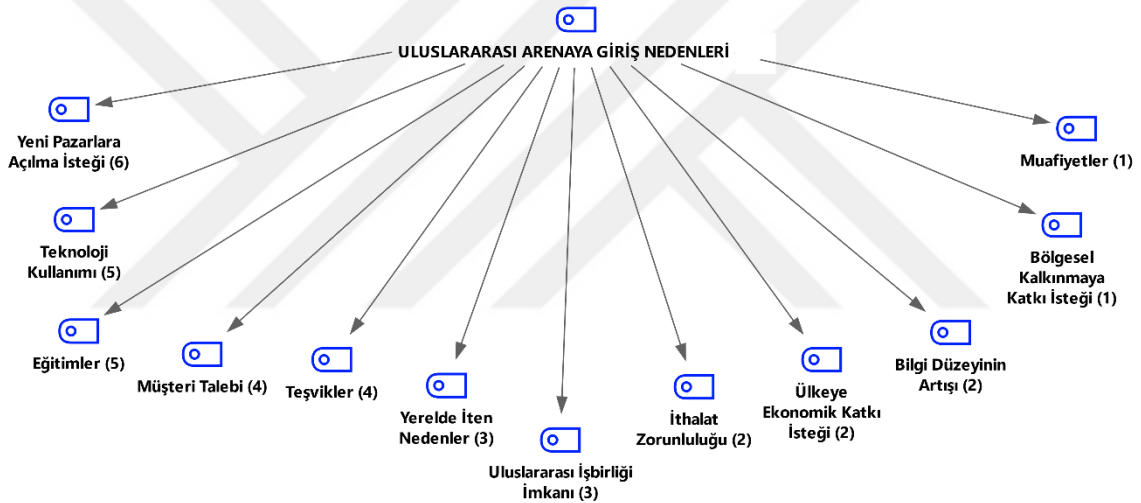 ULUSLARARASI ARENAYA GİRİŞ NEDENLERİ
Yeni Pazarlara
Açılma İsteği (6)
Muafiyetler (1)
Teknoloji
Kullanımı (5)
Bölgesel
Kalkınmaya
Katkı İsteği (1)
Eğitimler (5)
Müşteri Talebi (4)
Teşvikler (4)
Yerelde İten
Nedenler (3)
Uluslararası İşbirliği
İmkanı (3)
İthalat
Zorunluluğu (2)
Ülkeye
Ekonomik Katkı
İsteği (2)
Bilgi Düzeyinin
Artışı (2)